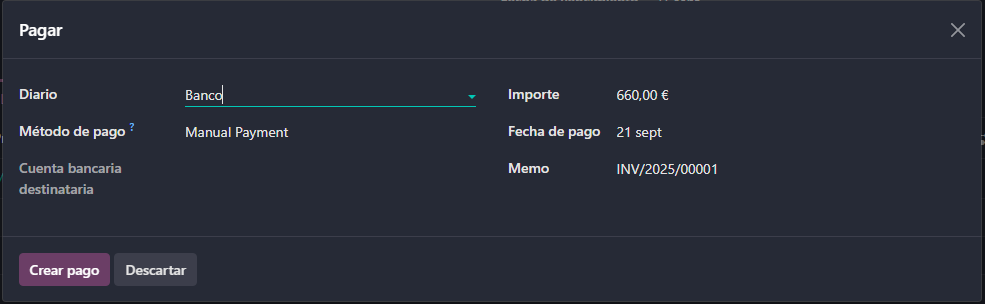 Pagar
Diario
Banco
Importe
660,00 €
Método de pago ?
Manual Payment
Fecha de pago
21 sept
Cuenta bancaria
destinataria
Memo
INV/2025/00001
Crear pago
Descartar